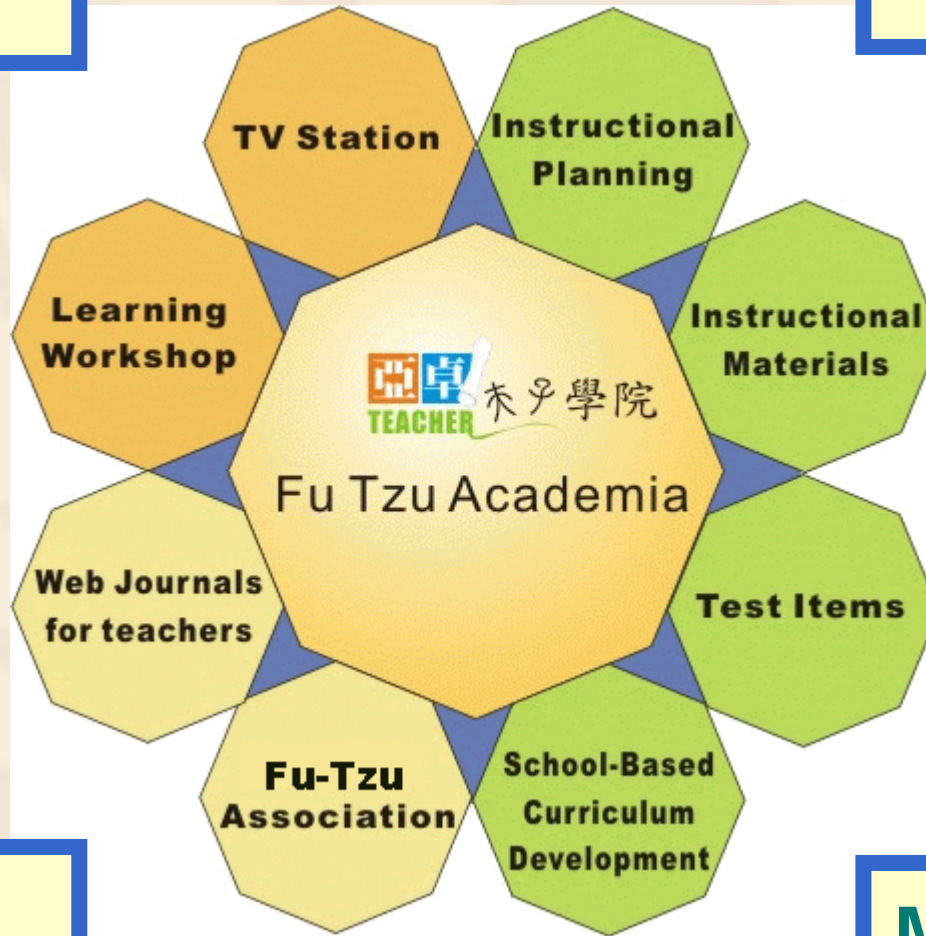 TV Station
Instructional
Planning
Learning
Workshop
Instructional
Materials
亞卓!
TEACHER
夫子學院
Fu Tzu Academia
Web Journals
for teachers
Test Items
Fu-Tzu
Association
School-Based
Curriculum
Development